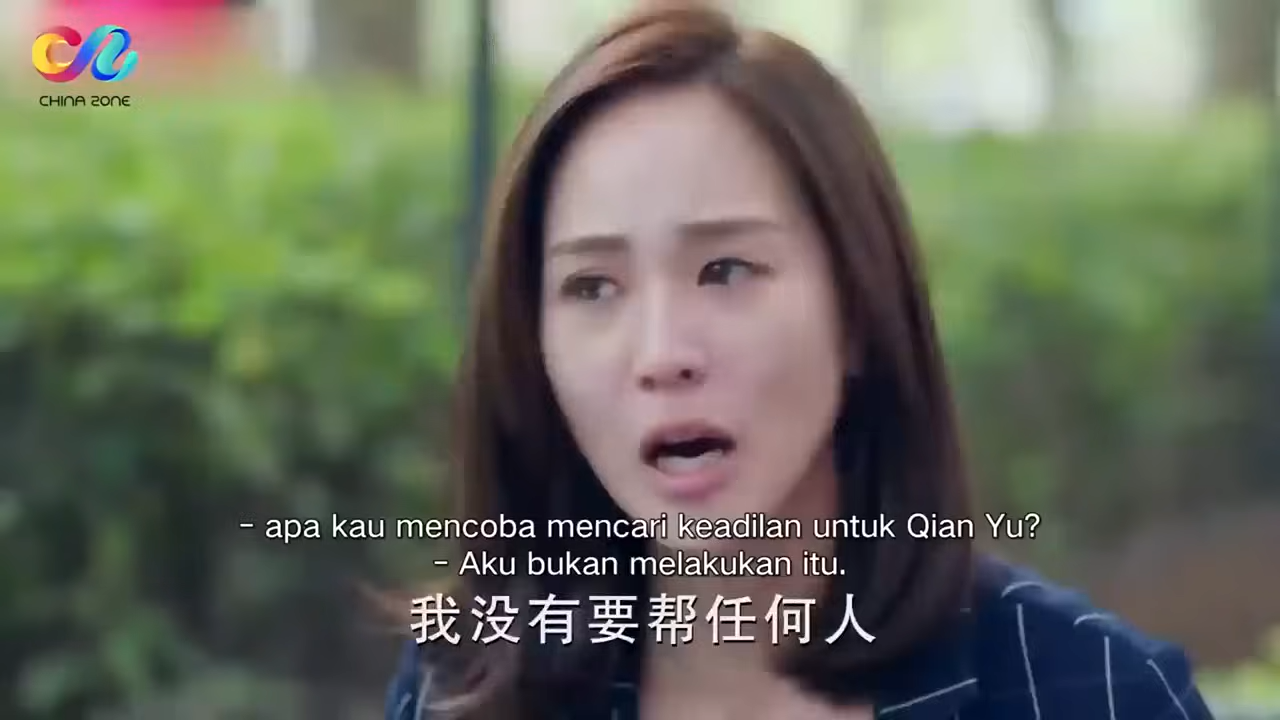 CHINA ZONE
- apa kau mencoba mencari keadilan untuk Qian Yu?
- Aku bukan melakukan itu.
我没有要帮任何人